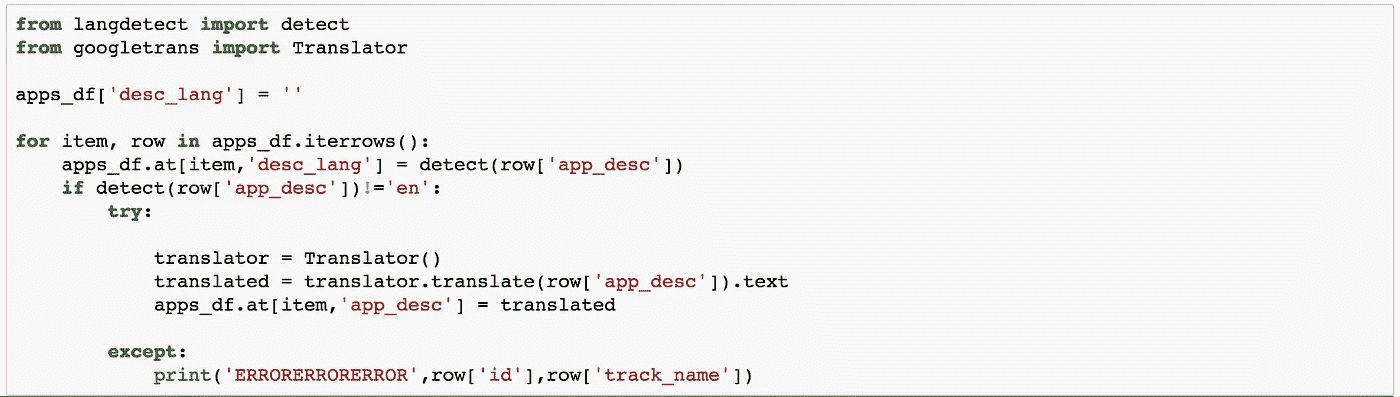 from langdetect import detect
from googletrans import Translator
apps_df['desc_lang'] = ''
for item, row in apps_df.iterrows():
    apps_df.at[item,'desc_lang'] = detect(row['app_desc'])
    if detect(row['app_desc'])!='en':
        try:
            translator = Translator()
            translated = translator.translate(row['app_desc']).text
            apps_df.at[item,'app_desc'] = translated
        except:
            print('ERRORERRORERROR',row['id'],row['track_name'])